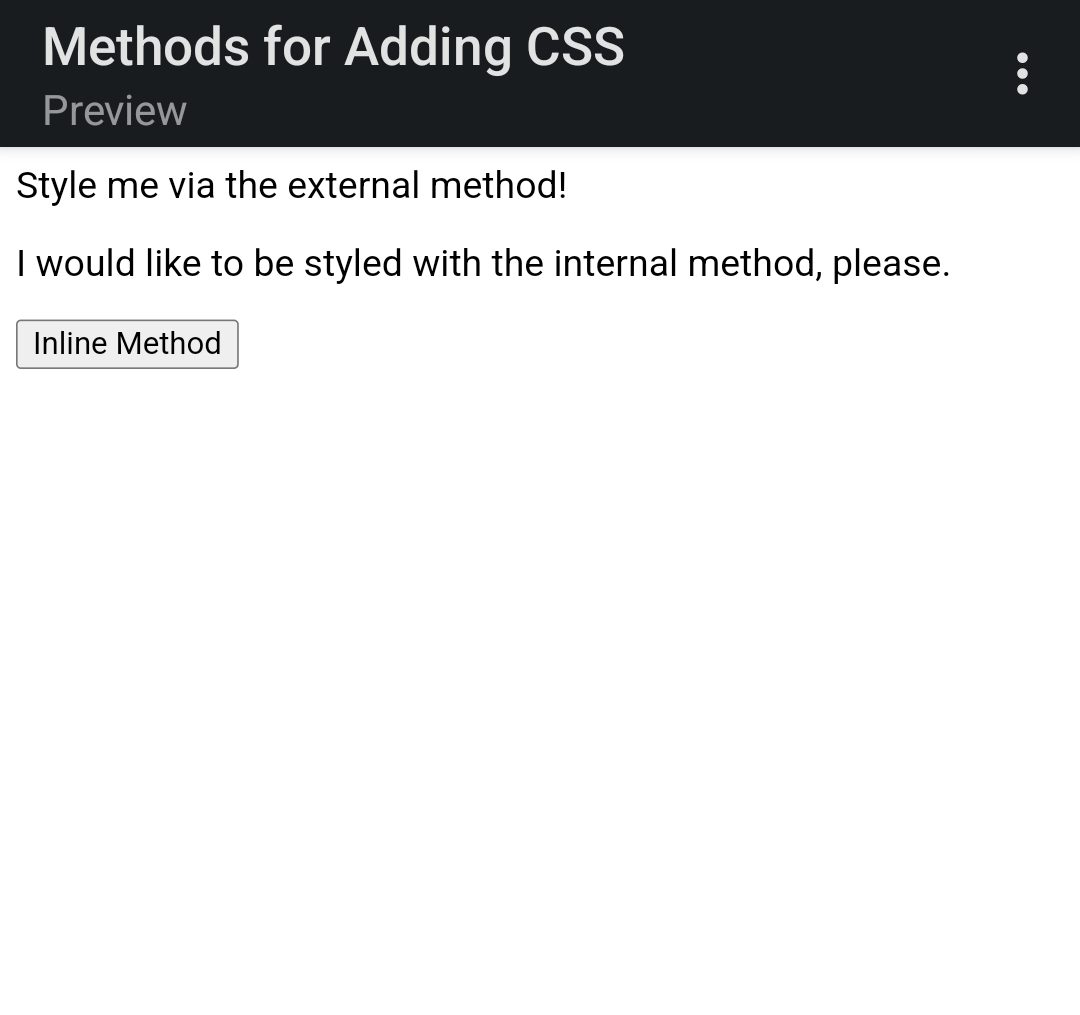 Methods for Adding CSS
Preview
Style me via the external method!
I would like to be styled with the internal method, please.
Inline Method